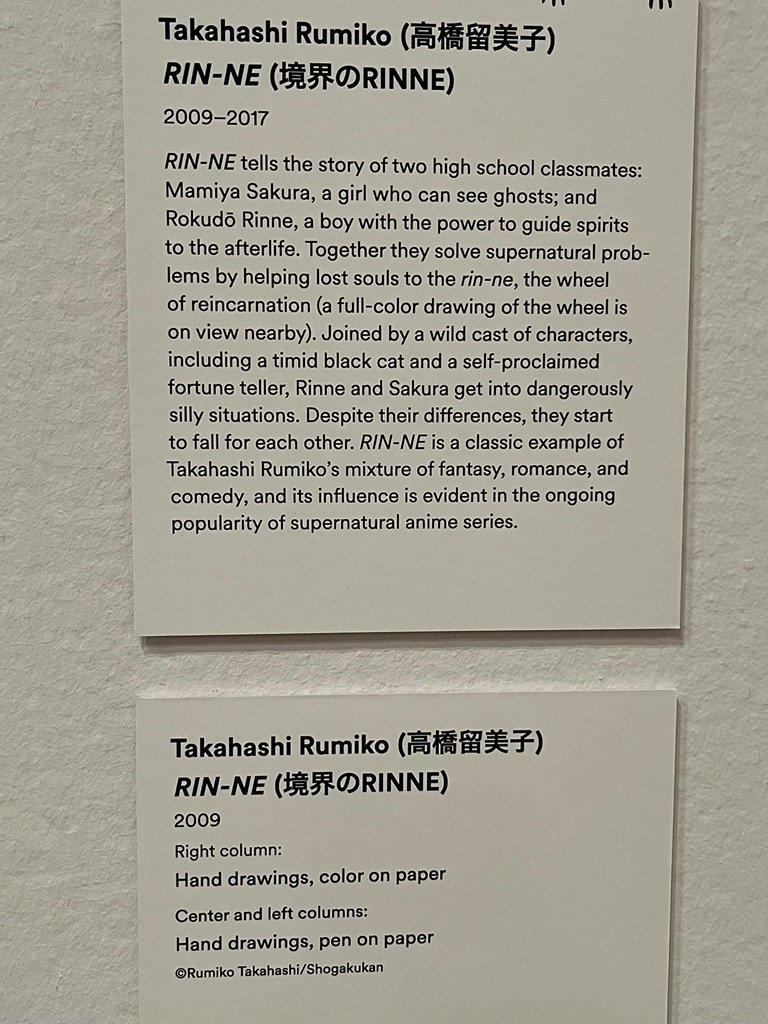 Takahashi Rumiko (高橋留美子)
RIN-NE (境界のRINNE)
2009–2017
RIN-NE tells the story of two high school classmates:
Mamiya Sakura, a girl who can see ghosts; and
Rokudō Rinne, a boy with the power to guide spirits
to the afterlife. Together they solve supernatural prob-
lems by helping lost souls to the rin-ne, the wheel
of reincarnation (a full-color drawing of the wheel is
on view nearby). Joined by a wild cast of characters,
including a timid black cat and a self-proclaimed
fortune teller, Rinne and Sakura get into dangerously
silly situations. Despite their differences, they start
to fall for each other. RIN-NE is a classic example of
Takahashi Rumiko’s mixture of fantasy, romance, and
comedy, and its influence is evident in the ongoing
popularity of supernatural anime series.
Takahashi Rumiko (高橋留美子)
RIN-NE (境界のRINNE)
2009
Right column:
Hand drawings, color on paper
Center and left columns:
Hand drawings, pen on paper
©Rumiko Takahashi/Shogakukan